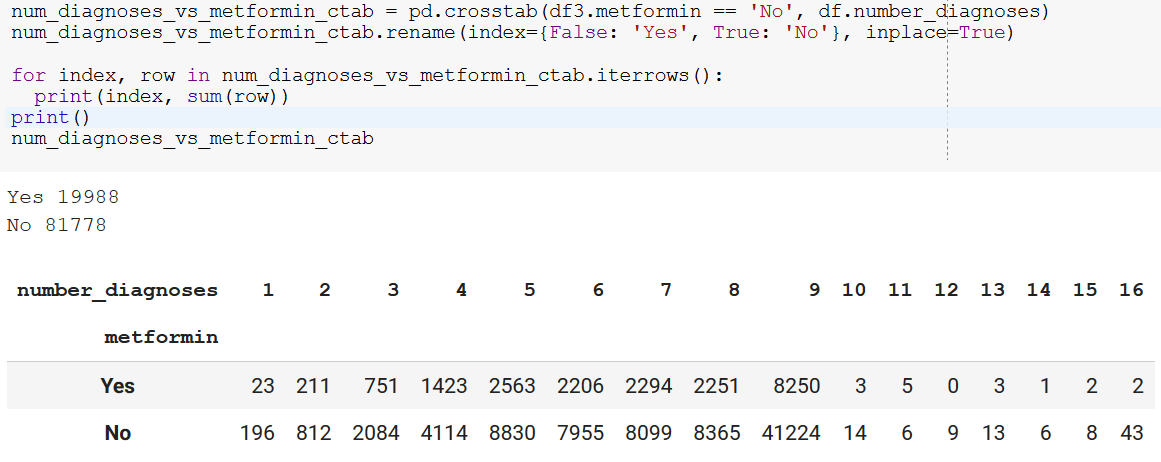 num_diagnoses_vs_metformin_ctab = pd.crosstab(df3.metformin == 'No', df.number_diagnoses)
num_diagnoses_vs_metformin_ctab.rename(index={False: 'Yes', True: 'No'}, inplace=True)
for index, row in num_diagnoses_vs_metformin_ctab.iterrows():
  print(index, sum(row))
print()
num_diagnoses_vs_metformin_ctab
Yes 19988
No 81778
number_diagnoses 1 2 3 4 5 6 7 8 9 10 11 12 13 14 15 16
metformin
Yes 23 211 751 1423 2563 2206 2294 2251 8250 3 5 0 3 1 2 2
No 196 812 2084 4114 8830 7955 8099 8365 41224 14 6 9 13 6 8 43